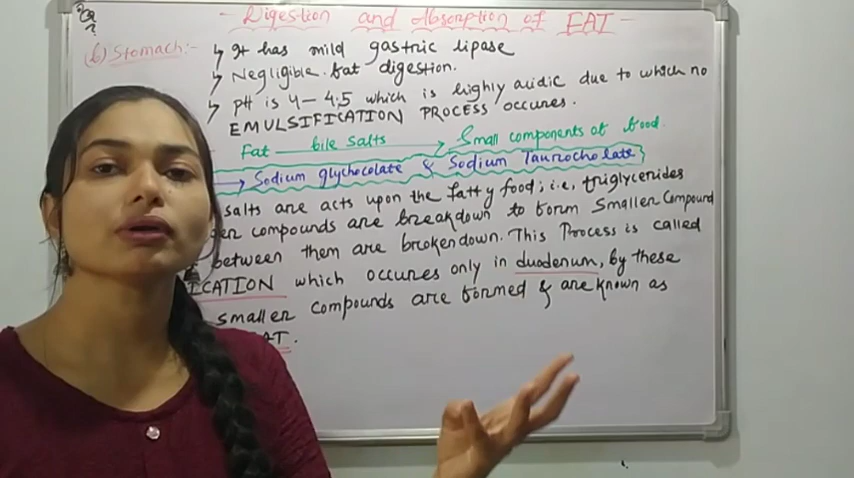 - Digestion and Absorption of FAT -
(b) Stomach:- ↳ It has mild gastric lipase
↳ Negligible fat digestion.
↳ pH is 4 – 4.5 which is highly acidic due to which no
EMULSIFICATION PROCESS occures.
Fat bile salts → Small components of food.
→ Sodium glychocolate & Sodium Taurocholate}
salts are acts upon the fatty food; i.e, triglycerides
compounds are breakdown to form Smaller Compound
between them are brokendown. This Process is called
ICATION which occures only in duodenum, by these
smaller compounds are formed & are known as
AT.